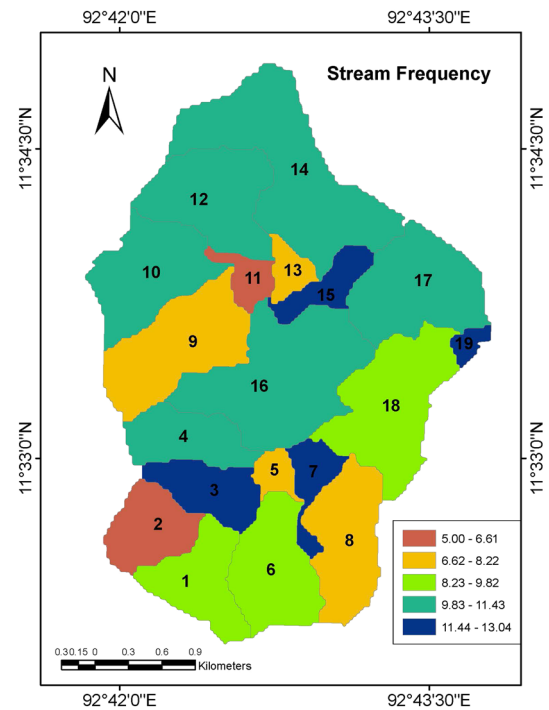 92°42'0"E 92°43'30"E
Stream Frequency
N
11°34'30"N 11°34'30"N
14
12
10
11
13
15
17
9
19
16
18
4
5
7
3
2
8
6
1
11°33'0"N 11°33'0"N
5.00 - 6.61
6.62 - 8.22
8.23 - 9.82
9.83 - 11.43
11.44 - 13.04
0.30.15 0 0.3 0.6 0.9
Kilometers
92°42'0"E 92°43'30"E